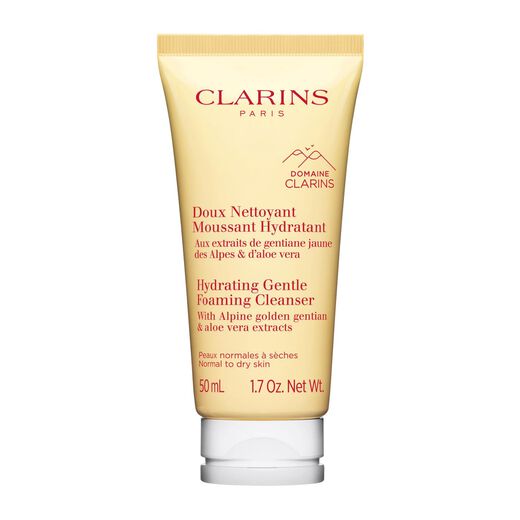 CLARINS
PARIS
DOMAINE
CLARINS
Doux Nettoyant
Moussant Hydratant
Aux extraits de gentiane jaune
des Alpes & d'aloe vera
Hydrating Gentle
Foaming Cleanser
With Alpine golden gentian
& aloe vera extracts
Peaux normales à sèches
Normal to dry skin
50 mL 1.7 Oz. Net Wt.